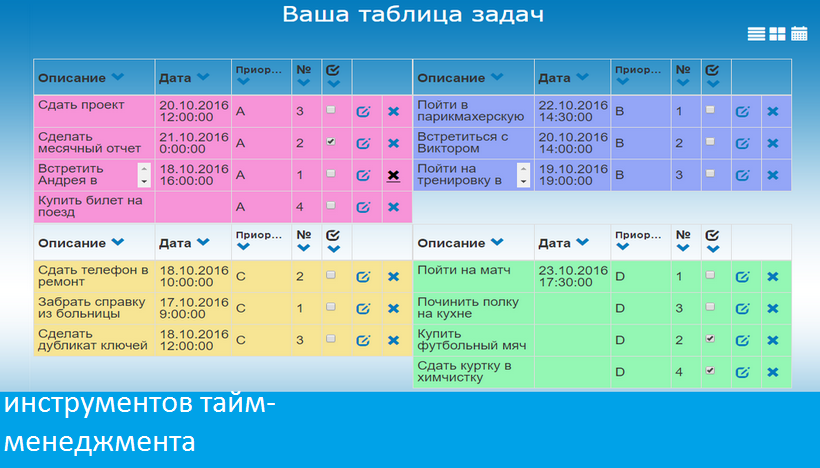 Ваша таблица задач
Описание Дата Приор... №
Сдать проект 20.10.2016 12:00:00 A 3
Сделать месячный отчет 21.10.2016 0:00:00 A 2
Встретить Андрея в 18.10.2016 16:00:00 A 1
Купить билет на поезд A 4
Описание Дата Приор... №
Пойти в парикмахерскую 22.10.2016 14:30:00 B 1
Встретиться с Виктором 20.10.2016 14:00:00 B 2
Пойти на тренировку в 19.10.2016 19:00:00 B 3
Описание Дата Приор... №
Сдать телефон в ремонт 18.10.2016 10:00:00 C 2
Забрать справку из больницы 17.10.2016 9:00:00 C 1
Сделать дубликат ключей 18.10.2016 12:00:00 C 3
Описание Дата Приор... №
Пойти на матч 23.10.2016 17:30:00 D 1
Починить полку на кухне D 3
Купить футбольный мяч D 2
Сдать куртку в химчистку D 4
инструментов тайм-
менеджмента